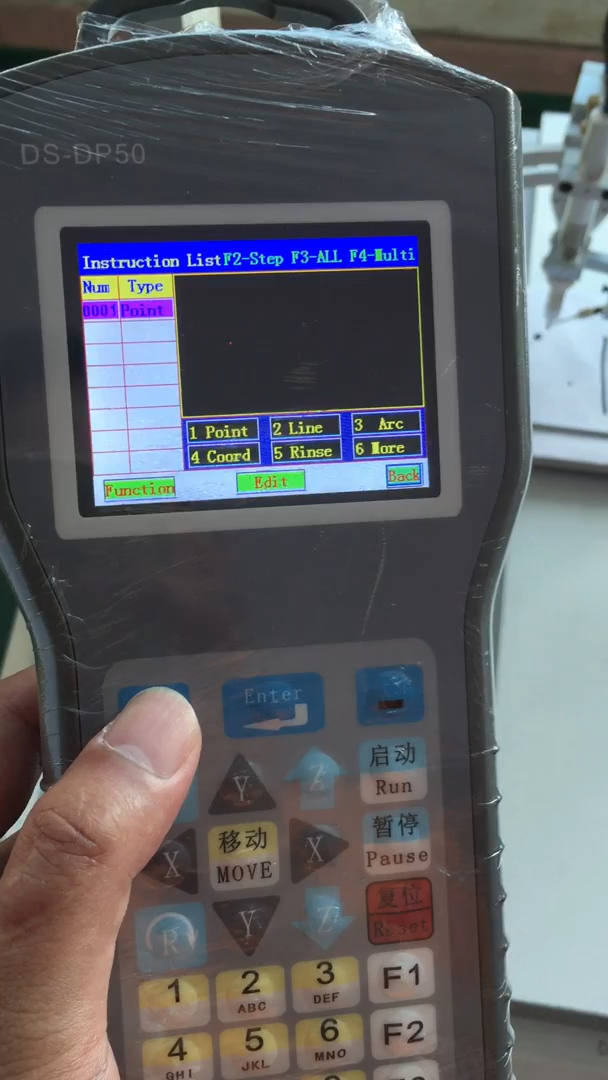 DS-DP50
Instruction List F2-Step F3-ALL F4-Multi
Num Type
0001 Point
1 Point 2 Line 3 Arc
4 Coord 5 Rinse 6 More
Function Edit Back
Enter
Y Z 启动
Run
X 移动 X 暂停
MOVE Pause
R Y Z 复位
Reset
1 2 3 F1
ABC DEF
4 5 6 F2
GHI JKL MNO